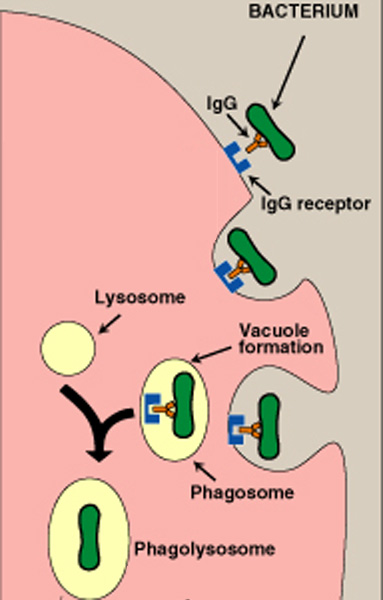 BACTERIUM
IgG
IgG receptor
Lysosome
Vacuole
formation
Phagosome
Phagolysosome